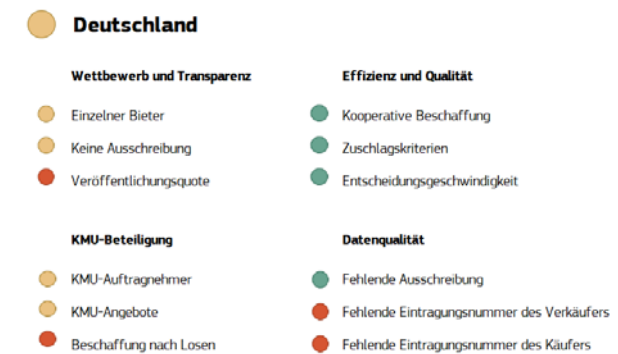 Deutschland
Wettbewerb und Transparenz
Einzelner Bieter
Keine Ausschreibung
Veröffentlichungsquote
Effizienz und Qualität
Kooperative Beschaffung
Zuschlagskriterien
Entscheidungsgeschwindigkeit
KMU-Beteiligung
KMU-Auftragnehmer
KMU-Angebote
Beschaffung nach Losen
Datenqualität
Fehlende Ausschreibung
Fehlende Eintragungsnummer des Verkäufers
Fehlende Eintragungsnummer des Käufers